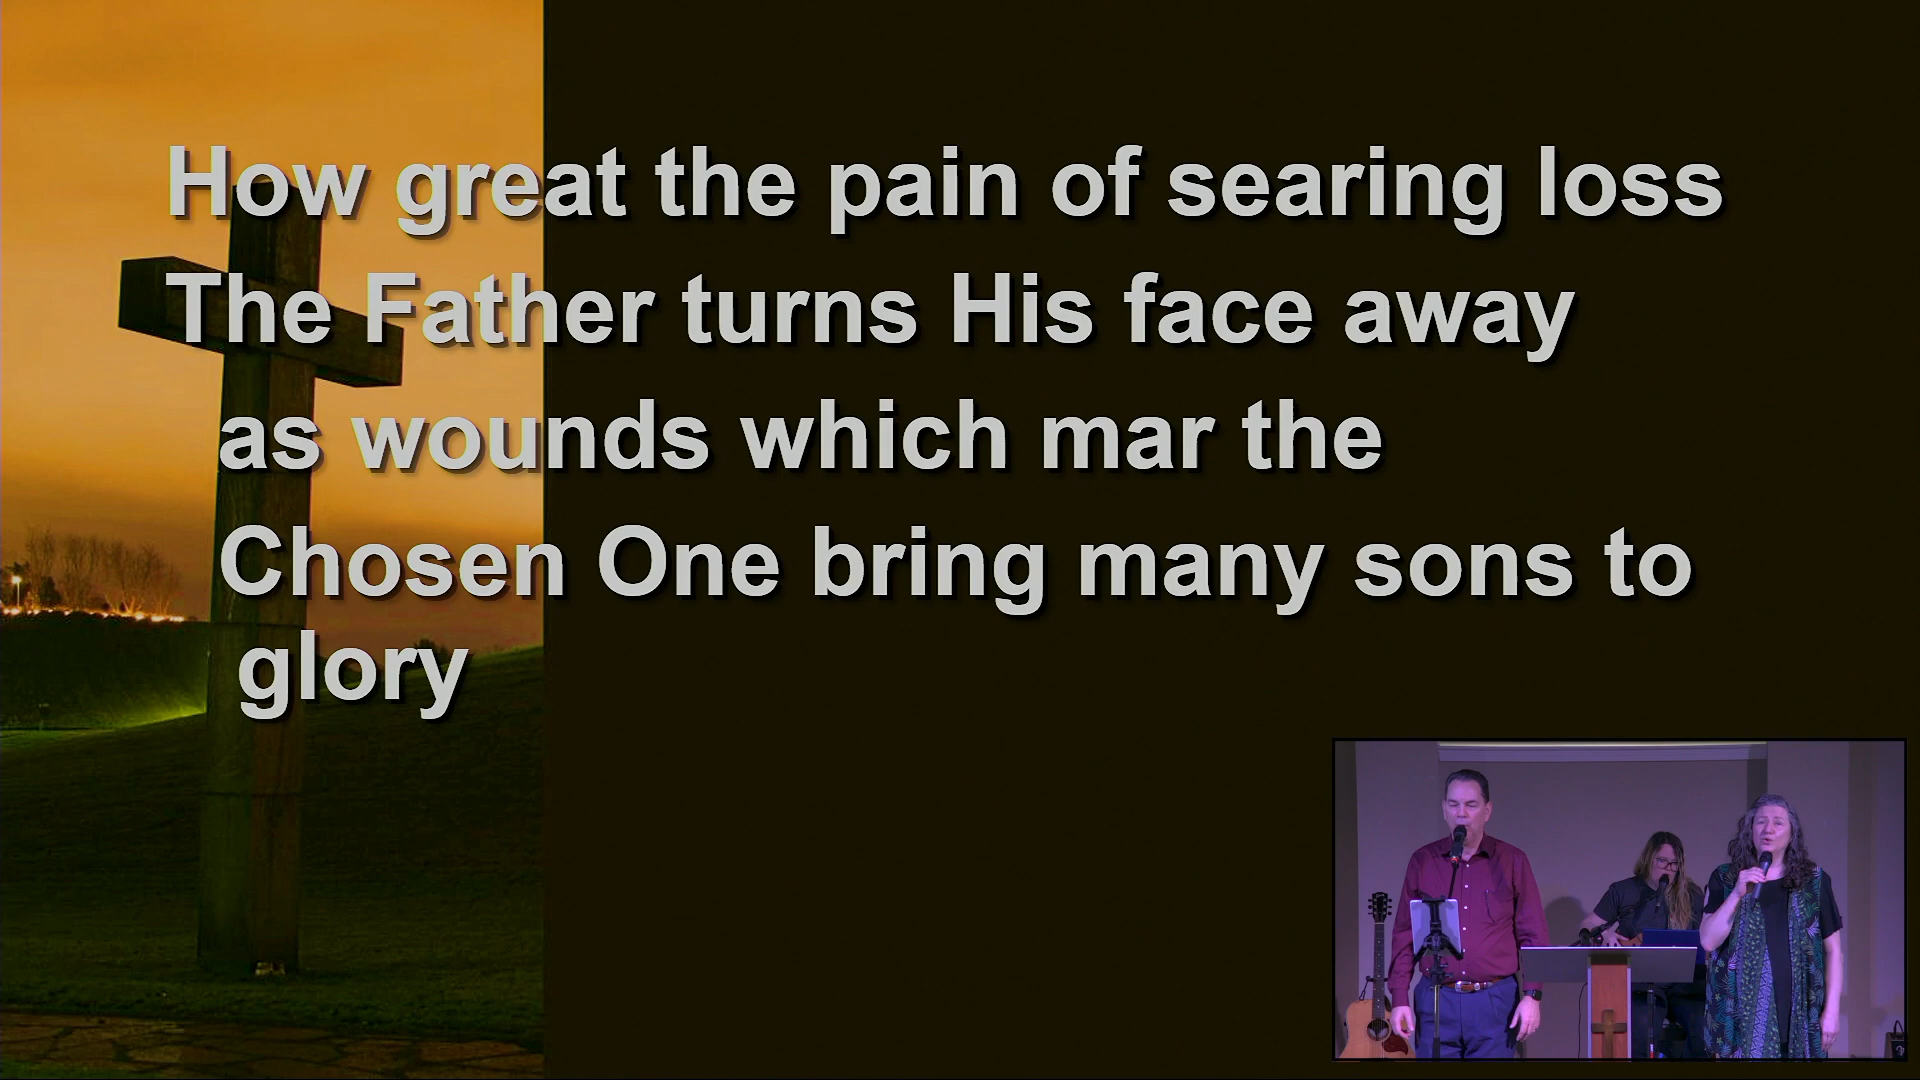 How great the pain of searing loss
The Father turns His face away
as wounds which mar the
Chosen One bring many sons to
glory